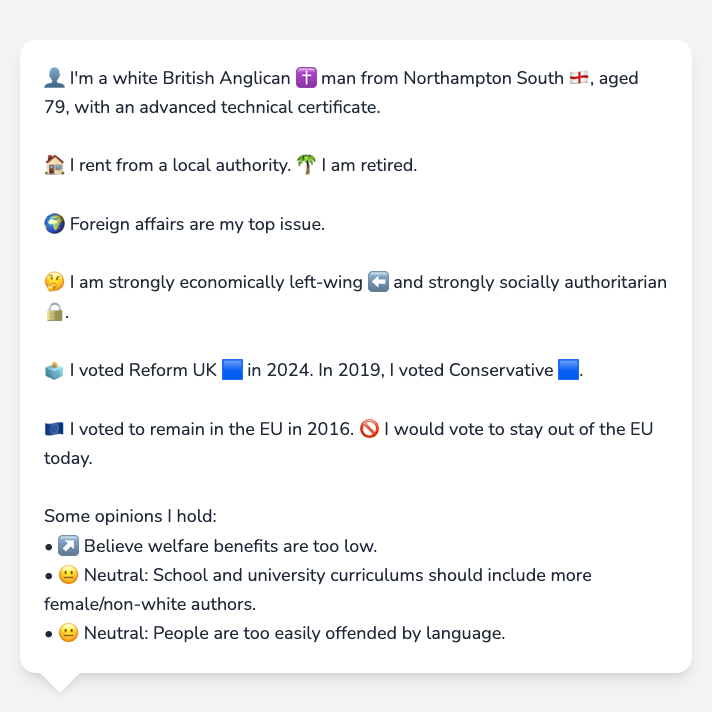 👤 I'm a white British Anglican ✝️ man from Northampton South 🏴󠁧󠁢󠁥󠁮󠁧󠁿, aged
79, with an advanced technical certificate.
🏠 I rent from a local authority. 🌴 I am retired.
🌍 Foreign affairs are my top issue.
🤔 I am strongly economically left-wing ⬅️ and strongly socially authoritarian
🔒.
🗳️ I voted Reform UK 🟦 in 2024. In 2019, I voted Conservative 🟦.
🇪🇺 I voted to remain in the EU in 2016. 🚫 I would vote to stay out of the EU
today.
Some opinions I hold:
• ↗️ Believe welfare benefits are too low.
• 😐 Neutral: School and university curriculums should include more
female/non-white authors.
• 😐 Neutral: People are too easily offended by language.